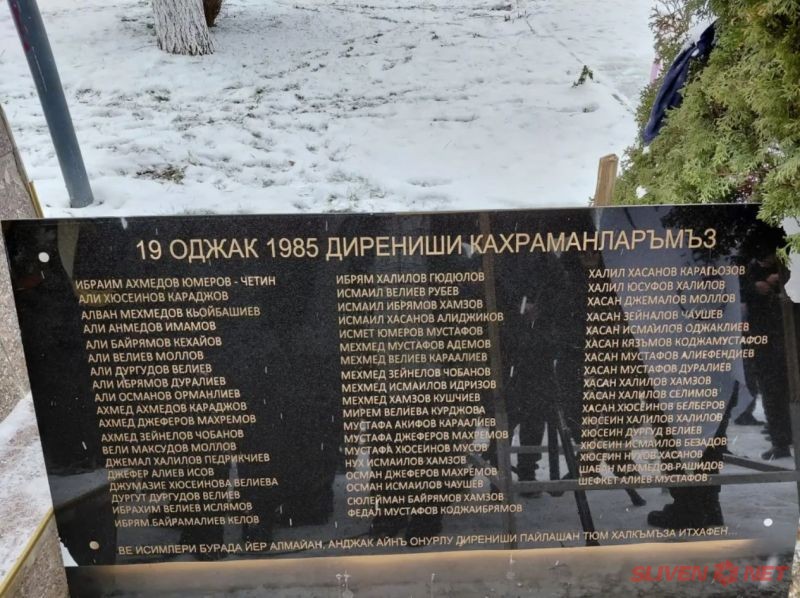 19 ОДЖАК 1985 ДИРЕНИШИ КАХРАМАНЛАРЪМЪЗ
ИБРАИМ АХМЕДОВ ЮМЕРОВ - ЧЕТИН
АЛИ ХЮСЕИНОВ КАРАДЖОВ
АЛВАН МЕХМЕДОВ КЬОЙБАШИЕВ
АЛИ АНМЕДОВ ИМАМОВ
АЛИ БАЙРЯМОВ КЕХАЙОВ
АЛИ ВЕЛИЕВ МОЛЛОВ
АЛИ ДУРГУДОВ ВЕЛИЕВ
АЛИ ИБРЯМОВ ДУРАЛИЕВ
АЛИ ОСМАНОВ ОРМАНЛИЕВ
АХМЕД АХМЕДОВ КАРАДЖОВ
АХМЕД ДЖЕФЕРОВ МАХРЕМОВ
АХМЕД ЗЕЙНЕЛОВ ЧОБАНОВ
ВЕЛИ МАКСУДОВ МОЛЛОВ
ДЖЕМАЛ ХАЛИЛОВ ПЕДРИКЧИЕВ
ДЖЕФЕР АЛИЕВ ИСОВ
ДЖУМАЗИЕ ХЮСЕИНОВА ВЕЛИЕВА
ДУРГУТ ДУРГУДОВ ВЕЛИЕВ
ИБРАХИМ ВЕЛИЕВ ИСЛЯМОВ
ИБРЯМ БАЙРАМАЛИЕВ КЕЛОВ
ИБРЯМ ХАЛИЛОВ ГЮДЮЛОВ
ИСМАИЛ ВЕЛИЕВ РУБЕВ
ИСМАИЛ ИБРЯМОВ ХАМЗОВ
ИСМАИЛ ХАСАНОВ АЛИДЖИКОВ
ИСМЕТ ЮМЕРОВ МУСТАФОВ
МЕХМЕД МУСТАФОВ АДЕМОВ
МЕХМЕД ВЕЛИЕВ КАРААЛИЕВ
МЕХМЕД ЗЕЙНЕЛОВ ЧОБАНОВ
МЕХМЕД ИСМАИЛОВ ИДРИЗОВ
МЕХМЕД ХАМЗОВ КУШЧИЕВ
МИРЕМ ВЕЛИЕВА КУРДЖОВА
МУСТАФА АКИФОВ КАРААЛИЕВ
МУСТАФА ДЖЕФЕРОВ МАХРЕМОВ
МУСТАФА ХЮСЕИНОВ МУСОВ
НУХ ИСМАИЛОВ ХАМЗОВ
ОСМАН ДЖЕФЕРОВ МАХРЕМОВ
ОСМАН ИСМАИЛОВ ЧАУШЕВ
СЮЛЕЙМАН БАЙРЯМОВ ХАМЗОВ
ФЕДАЛ МУСТАФОВ КОДЖАИБРЯМОВ
ХАЛИЛ ХАСАНОВ КАРАГЬОЗОВ
ХАЛИЛ ЮСУФОВ ХАЛИЛОВ
ХАСАН ДЖЕМАЛОВ МОЛЛОВ
ХАСАН ЗЕЙНАЛОВ ЧАУШЕВ
ХАСАН ИСМАИЛОВ ОДЖАКЛИЕВ
ХАСАН КЯЗЪМОВ КОДЖАМУСТАФОВ
ХАСАН МУСТАФОВ АЛИЕФЕНДИЕВ
ХАСАН МУСТАФОВ ДУРАЛИЕВ
ХАСАН ХАЛИЛОВ ХАМЗОВ
ХАСАН ХАЛИЛОВ СЕЛИМОВ
ХАСАН ХЮСЕИНОВ БЕЛБЕРОВ
ХЮСЕИН ХАЛИЛОВ ХАЛИЛОВ
ХЮСЕИН ДУРГУД ВЕЛИЕВ
ХЮСЕИН ИСМАИЛОВ БЕЗАДОВ
ХЮСЕИН НУХОВ ХАСАНОВ
ШАБАН МЕХМЕДОВ РАШИДОВ
ШЕФКЕТ АЛИЕВ МУСТАФОВ
ВЕ ИСИМЛЕРИ БУРАДА ЙЕР АЛМАЙАН, АНДЖАК АЙНЪ ОНУРЛУ ДИРЕНИШИ ПАЙЛАШАН ТЮМ ХАЛКЪМЪЗА ИТХАФЕН...
SLIVEN NET